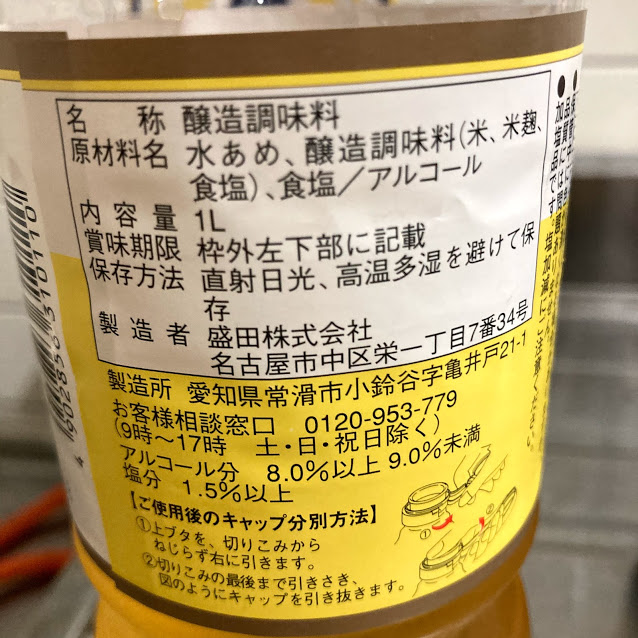 名称 醸造調味料
原材料名 水あめ、醸造調味料(米、米麹、
食塩)、食塩／アルコール
内容量 1L
賞味期限 枠外左下部に記載
保存方法 直射日光、高温多湿を避けて保
存
製造者 盛田株式会社
名古屋市中区栄一丁目7番34号
製造所 愛知県常滑市小鈴谷字亀井戸21-1
お客様相談窓口 0120-953-779
(9時～17時 土・日・祝日除く)
アルコール分 8.0%以上 9.0%未満
塩分 1.5%以上
【ご使用後のキャップ分別方法】
①上ブタを、切りこみから
ねじらず右に引きます。
②切りこみの最後まで引きさき、
図のようにキャップを引き抜きます。
4 902856 310110